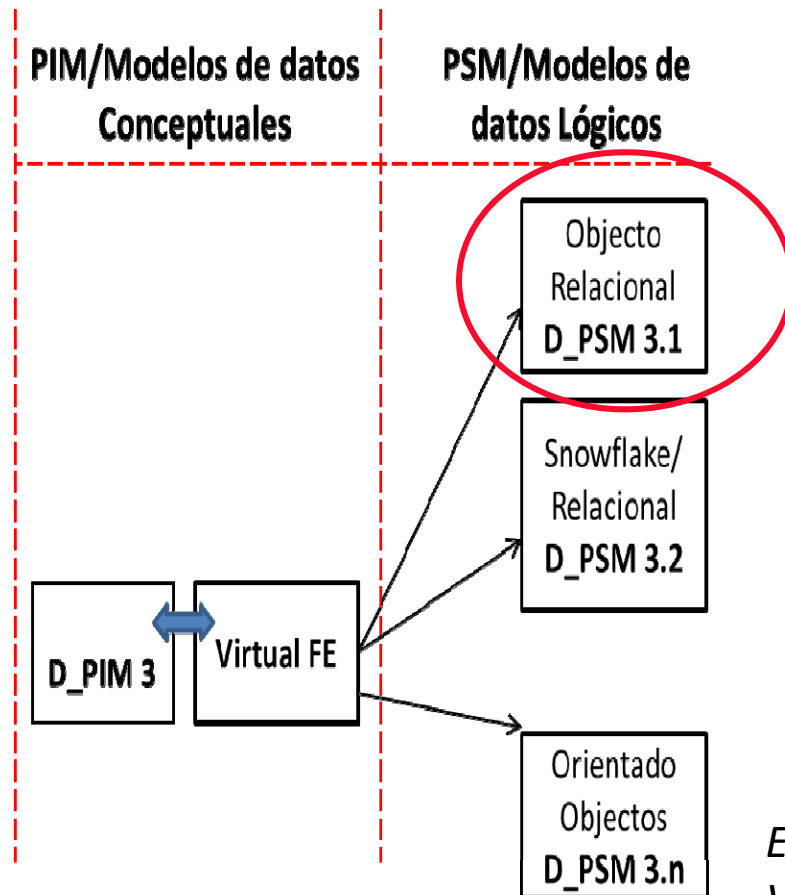 PIM/Modelos de datos
Conceptuales
PSM/Modelos de
datos Lógicos
Objecto
Relacional
D_PSM 3.1
Snowflake/
Relacional
D_PSM 3.2
D_PIM 3
Virtual FE
Orientado
Objectos
D_PSM 3.n
E